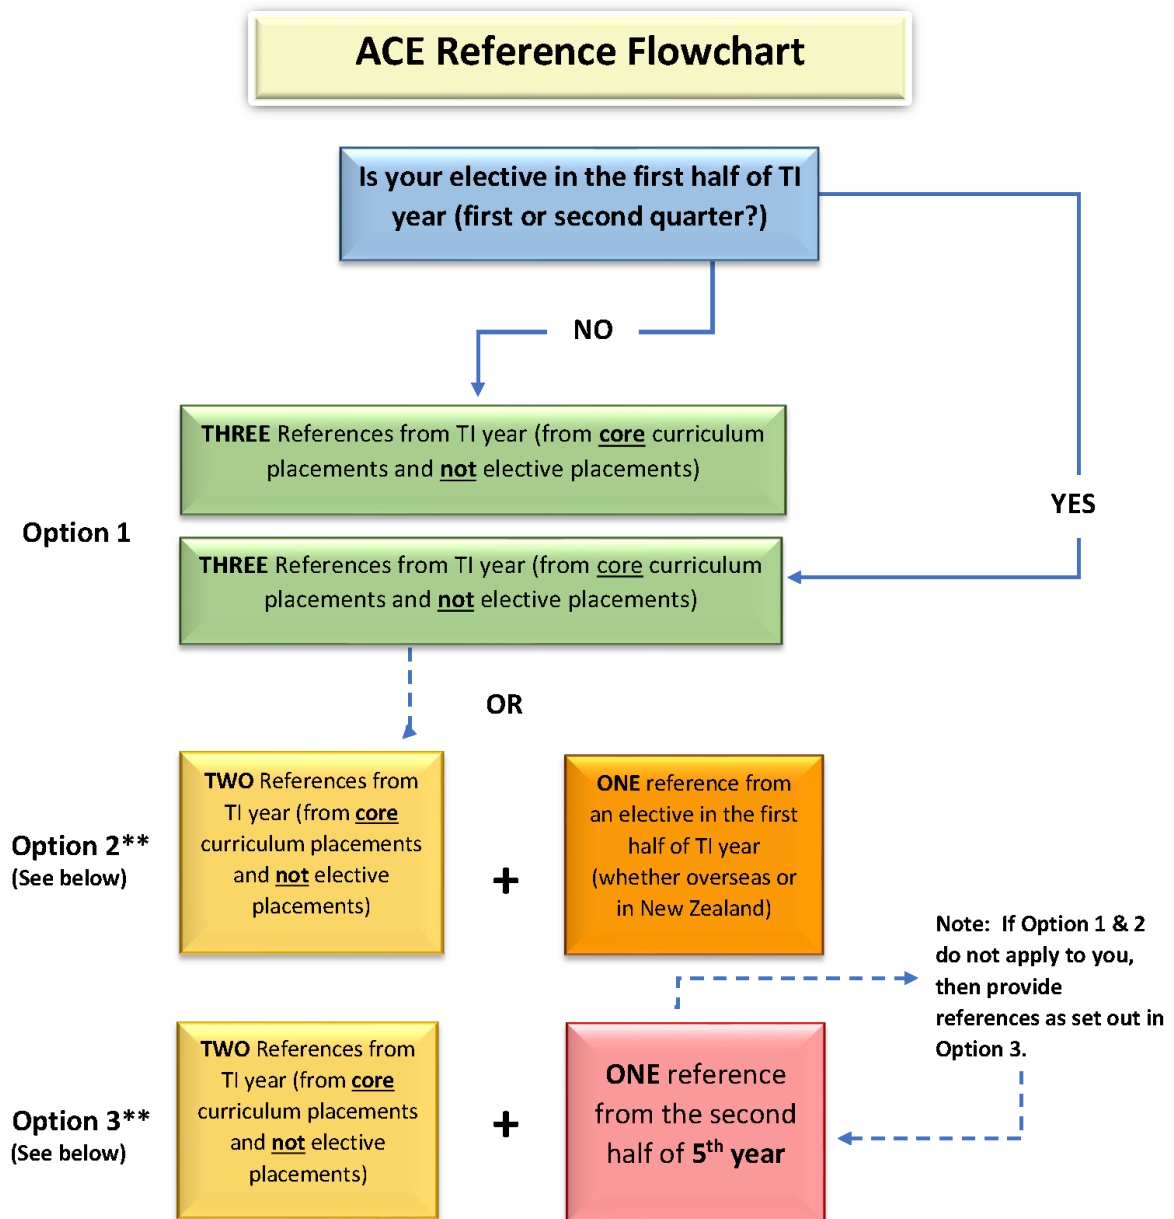 ACE Reference Flowchart
Is your elective in the first half of TI
year (first or second quarter?)
NO
THREE References from TI year (from core curriculum
placements and not elective placements)
YES
Option 1
THREE References from TI year (from core curriculum
placements and not elective placements)
OR
Option 2**
(See below)
TWO References from
TI year (from core
curriculum placements
and not elective
placements)
+
ONE reference from
an elective in the first
half of TI year
(whether overseas or
in New Zealand)
Note:  If Option 1 & 2
do not apply to you,
then provide
references as set out in
Option 3.
Option 3**
(See below)
TWO References from
TI year (from core
curriculum placements
and not elective
placements)
+
ONE reference
from the second
half of 5th year